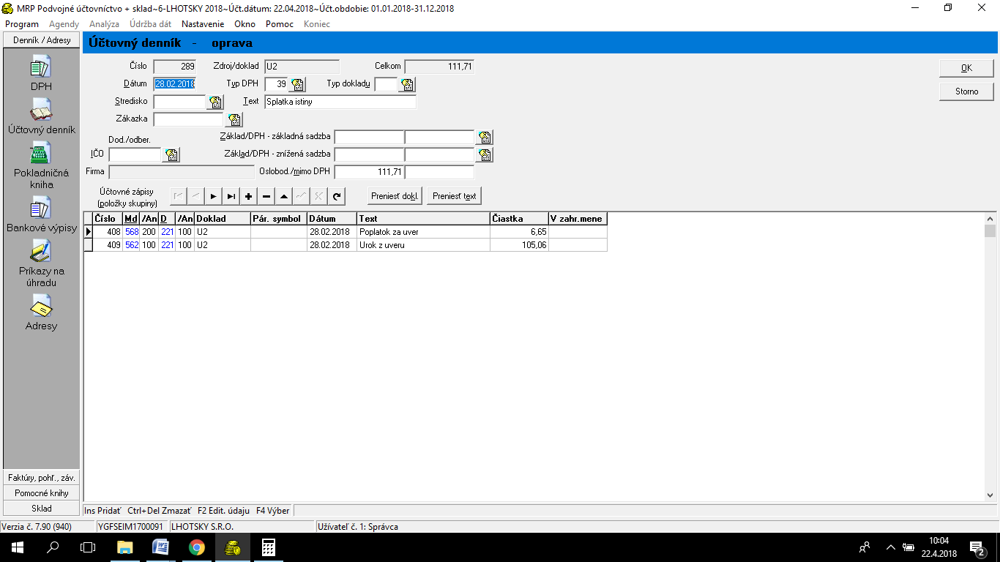 MRP Podvojné účtovníctvo + sklad~6-LHOTSKY 2018~Účt.dátum: 22.04.2018~Účt.obdobie: 01.01.2018-31.12.2018
Program Agendy Analýza Údržba dát Nastavenie Okno Pomoc Koniec
Denník / Adresy
DPH
Účtovný denník
Pokladničná
kniha
Bankové výpisy
Príkazy na
úhradu
Adresy
Faktúry, pohľ., záv.
Pomocné knihy
Sklad
Účtovný denník - oprava
Číslo 289 Zdroj/doklad U2 Celkom 111,71
OK
Dátum 28.02.2018 Typ DPH 39 Typ dokladu
Storno
Stredisko Text Splatka istiny
Zákazka
Dod./odber. Základ/DPH - základná sadzba
IČO Základ/DPH - znížená sadzba
Firma Oslobod./mimo DPH 111,71
Účtovné zápisy
(položky skupiny)
Preniesť dokl. Preniesť text
Číslo Md /An D /An Doklad Pár. symbol Dátum Text Čiastka V zahr.mene
408 568 200 221 100 U2 28.02.2018 Poplatok za uver 6,65
409 562 100 221 100 U2 28.02.2018 Urok z uveru 105,06
Ins Pridať Ctrl+Del Zmazať F2 Edit. údaju F4 Výber
Verzia č. 7.90 (940) YGFSEIM1700091 LHOTSKY S.R.O. Užívateľ č. 1: Správca
10:04
22.4.2018
2